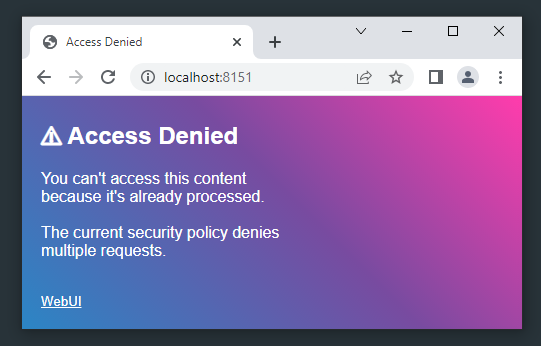 Access Denied
localhost:8151
⚠ Access Denied
You can't access this content
because it's already processed.
The current security policy denies
multiple requests.
WebUI